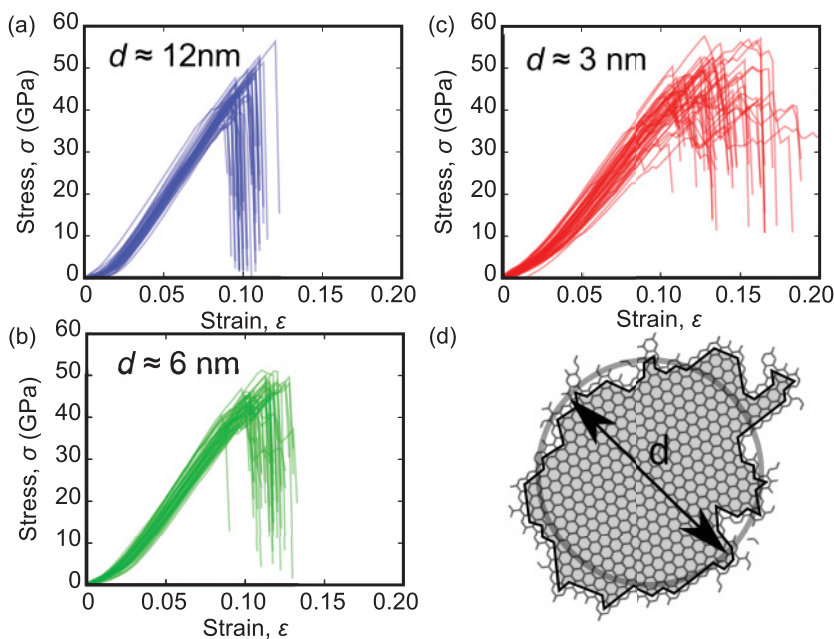 (a)
60
50
40
30
20
10
0
Stress, σ (GPa)
d ≈ 12nm
0 0.05 0.10 0.15 0.20
Strain, ε
(b)
60
50
40
30
20
10
0
Stress, σ (GPa)
d ≈ 6 nm
0 0.05 0.10 0.15 0.20
Strain, ε
(c)
60
50
40
30
20
10
0
Stress, σ (GPa)
d ≈ 3 nm
0 0.05 0.10 0.15 0.20
Strain, ε
(d)
d